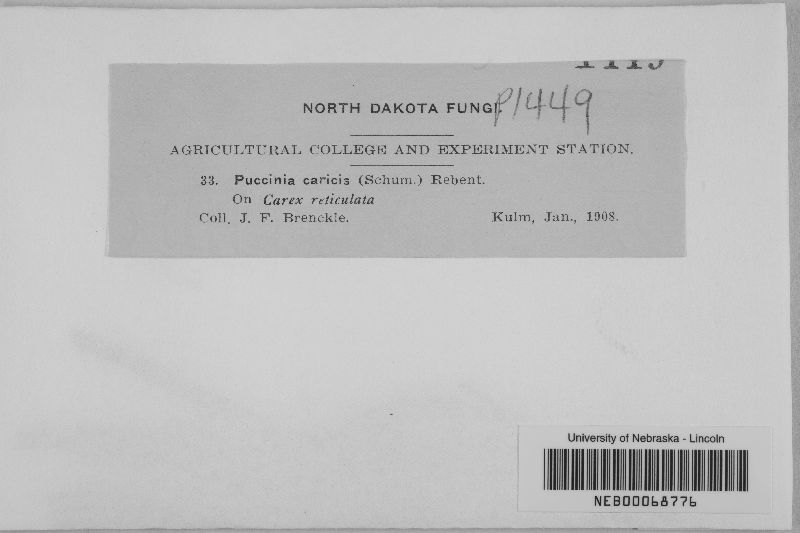 NORTH DAKOTA FUNGI.
P1449
AGRICULTURAL COLLEGE AND EXPERIMENT STATION.
33. Puccinia caricis (Schum.) Rebent.
On Carex reticulata
Coll. J. F. Brenckle. Kulm, Jan., 1908.
University of Nebraska - Lincoln
NEB00068776